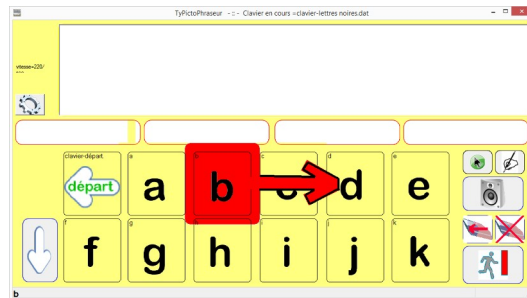 TyPictoPhraseur -::- Clavier en cours =clavier-lettres noires.dat
vitesse=220/
clavier-départ a b c d e
départ a b c d e
f g h i j k
f g h i j k
b